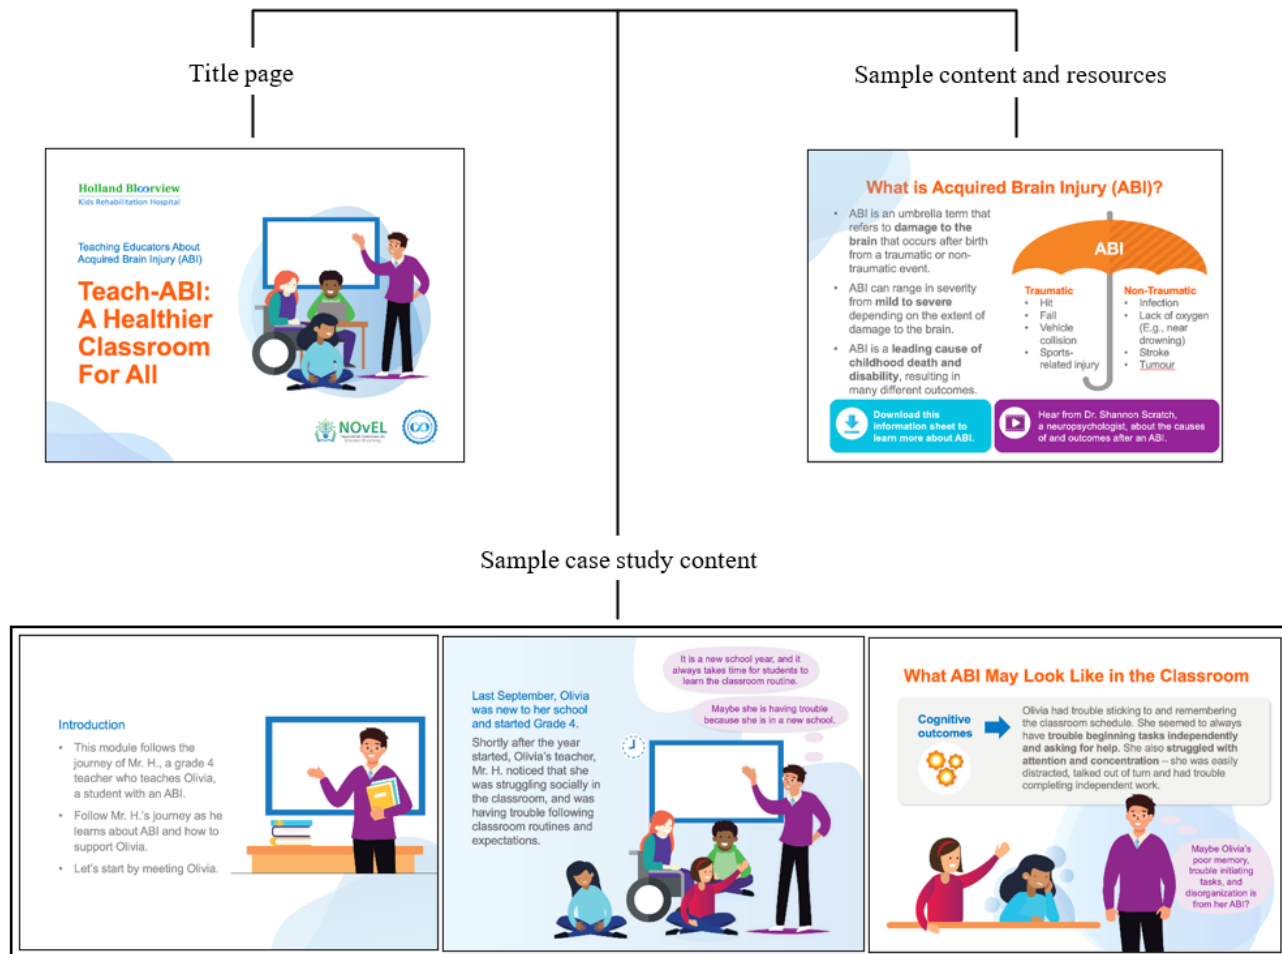 Title page
Sample content and resources
Holland Bloorview
Kids Rehabilitation Hospital
Teaching Educators About
Acquired Brain Injury (ABI)
Teach-ABI:
A Healthier
Classroom
For All
NOvEL
What is Acquired Brain Injury (ABI)?
• ABI is an umbrella term that
refers to damage to the
brain that occurs after birth
from a traumatic or non-
traumatic event.
• ABI can range in severity
from mild to severe
depending on the extent of
damage to the brain.
• ABI is a leading cause of
childhood death and
disability, resulting in
many different outcomes.
ABI
Traumatic
• Hit
• Fall
• Vehicle
collision
• Sports-
related injury
Non-Traumatic
• Infection
• Lack of oxygen
(E.g., near
drowning)
• Stroke
• Tumour
Download this
information sheet to
learn more about ABI.
Hear from Dr. Shannon Scratch,
a neuropsychologist, about the causes
of and outcomes after an ABI.
Sample case study content
Introduction
• This module follows the
journey of Mr. H., a grade 4
teacher who teaches Olivia,
a student with an ABI.
• Follow Mr. H.'s journey as he
learns about ABI and how to
support Olivia.
• Let's start by meeting Olivia.
Last September, Olivia
was new to her school
and started Grade 4.
Shortly after the year
started, Olivia's teacher,
Mr. H. noticed that she
was struggling socially in
the classroom, and was
having trouble following
classroom routines and
expectations.
It is a new school year, and it
always takes time for students to
learn the classroom routine.
Maybe she is having trouble
because she is in a new school.
What ABI May Look Like in the Classroom
Cognitive
outcomes
Olivia had trouble sticking to and remembering
the classroom schedule. She seemed to always
have trouble beginning tasks independently
and asking for help. She also struggled with
attention and concentration – she was easily
distracted, talked out of turn and had trouble
completing independent work.
Maybe Olivia's
poor memory,
trouble initiating
tasks, and
disorganization is
from her ABI?